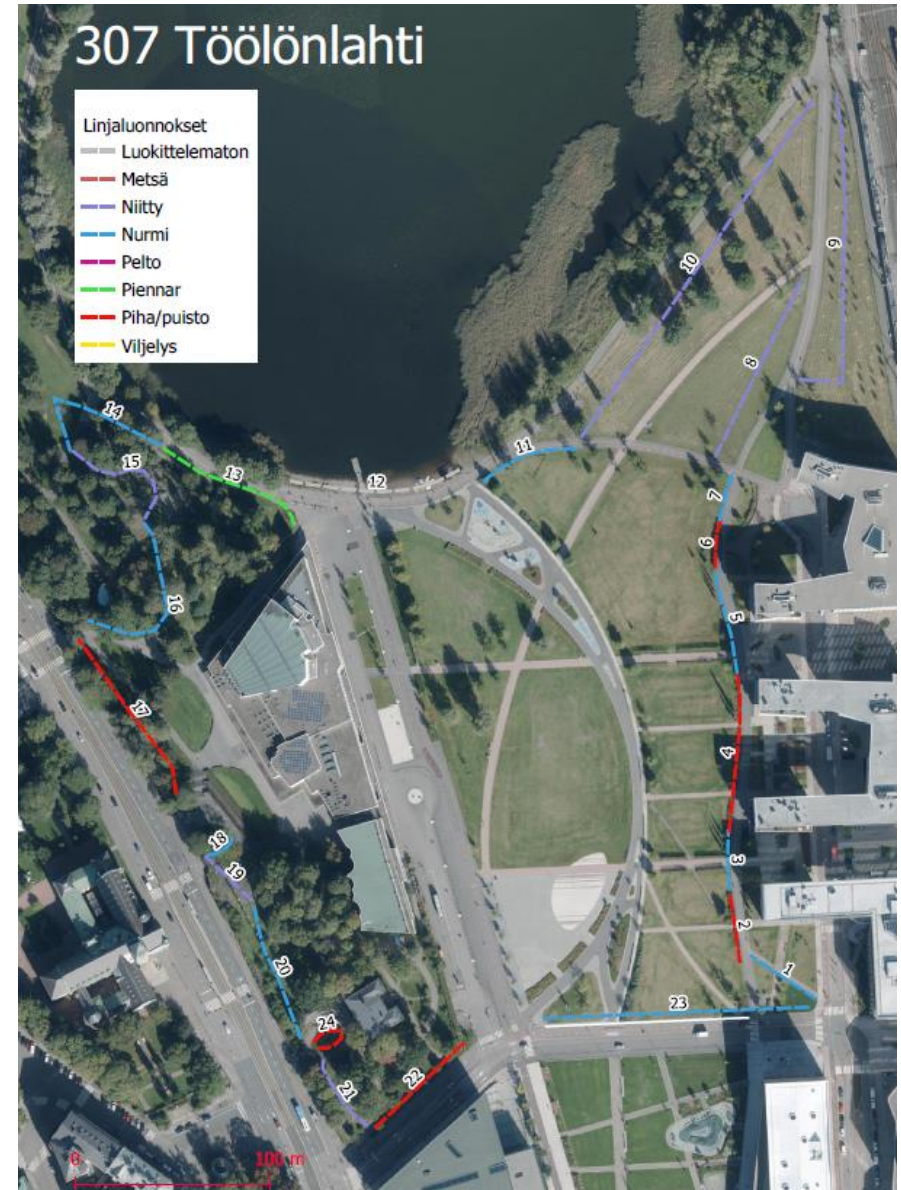 307 Töölönlahti
Linjaluonnokset
Luokittelematon
Metsä
Niitty
Nurmi
Pelto
Piennar
Piha/puisto
Viljelys
9
10
8
14
11
15
13
12
7
6
16
5
17
4
18
3
19
2
20
1
23
24
22
21
0
100 m